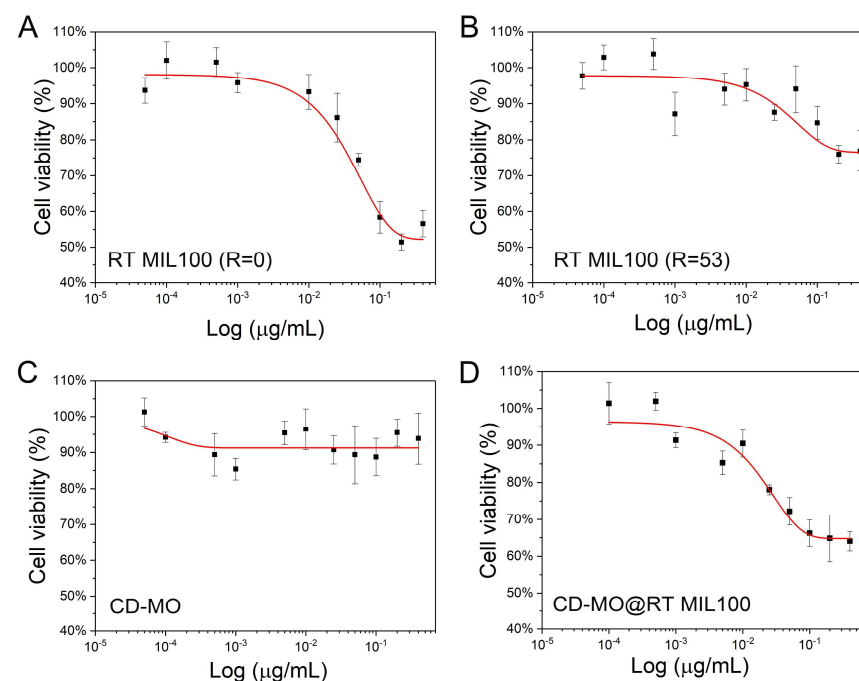 A
110%
100%
90%
80%
70%
60%
50%
40%
Cell viability (%)
RT MIL100 (R=0)
10⁻⁵ 10⁻⁴ 10⁻³ 10⁻² 10⁻¹
Log (μg/mL)
B
110%
100%
90%
80%
70%
60%
50%
40%
Cell viability (%)
RT MIL100 (R=53)
10⁻⁵ 10⁻⁴ 10⁻³ 10⁻² 10⁻¹
Log (μg/mL)
C
110%
100%
90%
80%
70%
60%
50%
40%
Cell viability (%)
CD-MO
10⁻⁵ 10⁻⁴ 10⁻³ 10⁻² 10⁻¹
Log (μg/mL)
D
110%
100%
90%
80%
70%
60%
50%
40%
Cell viability (%)
CD-MO@RT MIL100
10⁻⁵ 10⁻⁴ 10⁻³ 10⁻² 10⁻¹
Log (μg/mL)